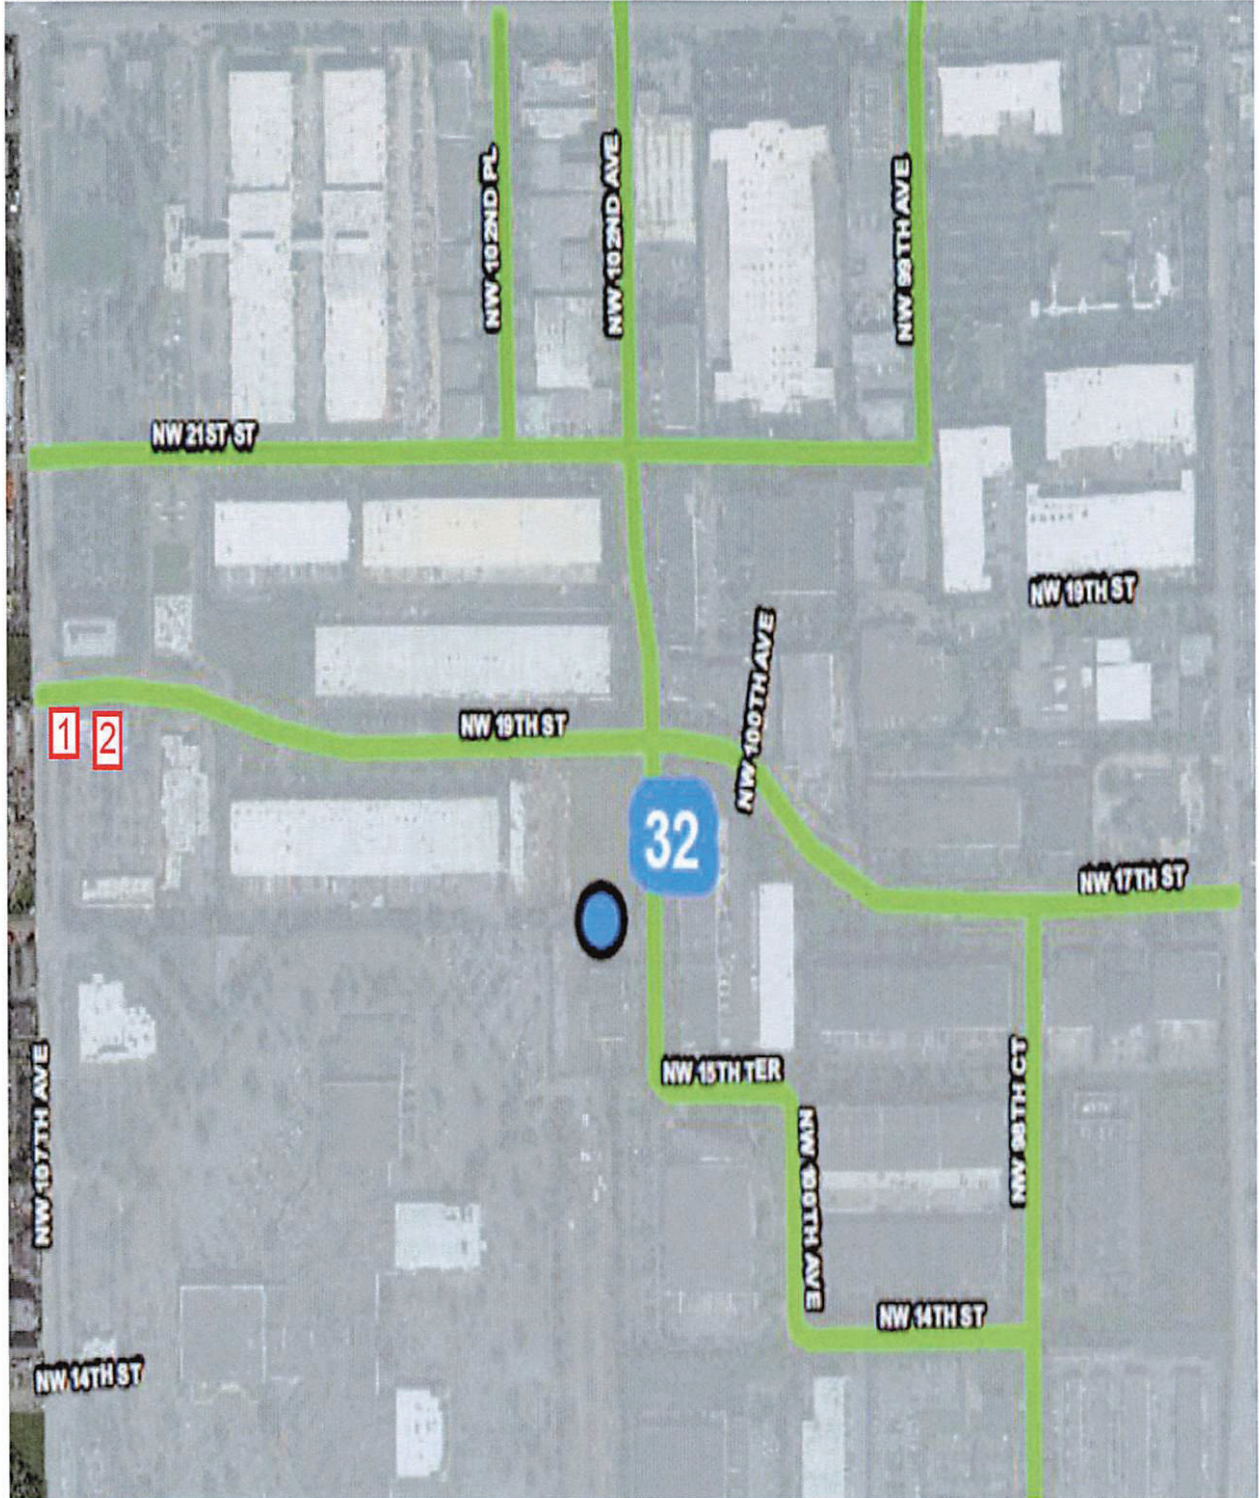 NW 102ND PL
NW 102ND AVE
NW 99TH AVE
NW 21ST ST
NW 19TH ST
NW 100TH AVE
NW 19TH ST
1
2
32
NW 17TH ST
NW 107TH AVE
NW 15TH TER
NW 98TH CT
NW 100TH AVE
NW 14TH ST
NW 14TH ST